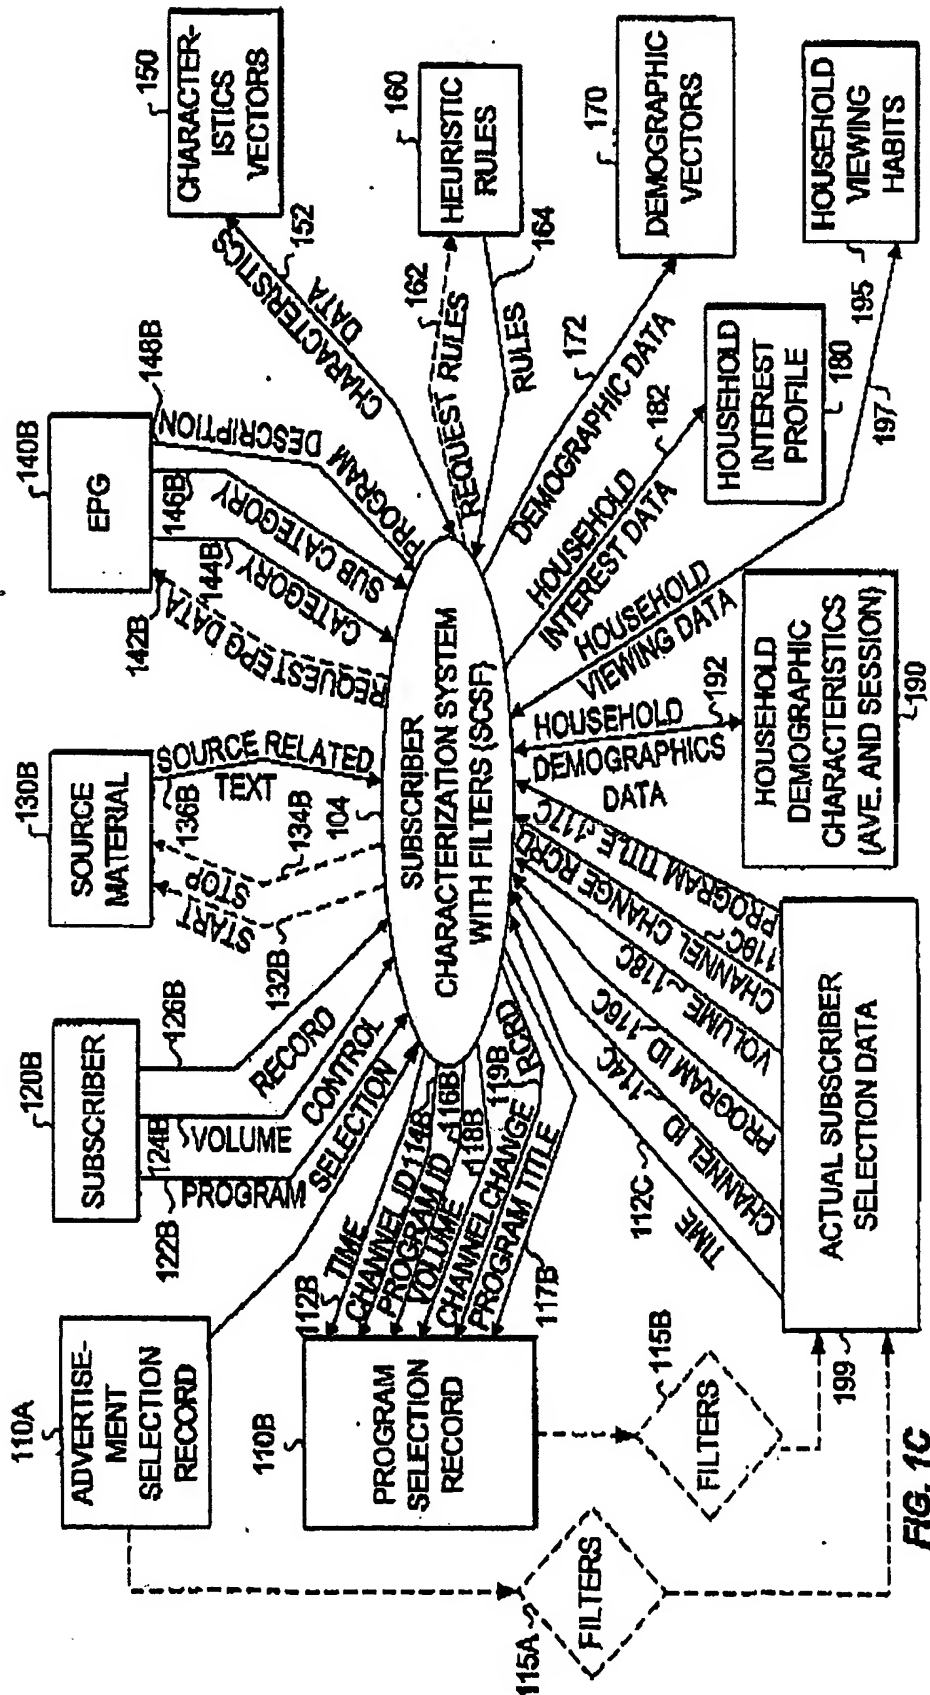 110A
ADVERTISE-
MENT
SELECTION
RECORD
120B
SUBSCRIBER
122B
124B
126B
PROGRAM
SELECTION
VOLUME
CONTROL
RECORD
130B
SOURCE
MATERIAL
START
STOP
132B
134B
136B
SOURCE RELATED
TEXT
104
140B
EPG
142B
144B
146B
148B
REQUEST EPG DATA
CATEGORY
SUB CATEGORY
PROGRAM DESCRIPTION
150
CHARACTER-
ISTICS
VECTORS
CHARACTERISTICS
DATA
152
160
HEURISTIC
RULES
162
REQUEST RULES
RULES
164
170
DEMOGRAPHIC
VECTORS
DEMOGRAPHIC DATA
172
SUBSCRIBER
CHARACTERIZATION SYSTEM
WITH FILTERS {SCSF}
110B
PROGRAM
SELECTION
RECORD
112B
TIME
CHANNEL ID
114B
PROGRAM ID
116B
VOLUME
118B
CHANNEL CHANGE
RCRD
119B
PROGRAM TITLE
117B
HOUSEHOLD
INTEREST DATA
182
HOUSEHOLD
INTEREST
PROFILE
180
HOUSEHOLD
VIEWING DATA
195
197
HOUSEHOLD
VIEWING
HABITS
HOUSEHOLD
DEMOGRAPHICS
DATA
192
HOUSEHOLD
DEMOGRAPHIC
CHARACTERISTICS
(AVE. AND SESSION)
190
PROGRAM TITLE 117C
CHANNEL CHANGE RCRD
119C
VOLUME 118C
PROGRAM ID 116C
CHANNEL ID 114C
TIME
112C
ACTUAL SUBSCRIBER
SELECTION DATA
199
115A
FILTERS
115B
FILTERS
FIG. 1C